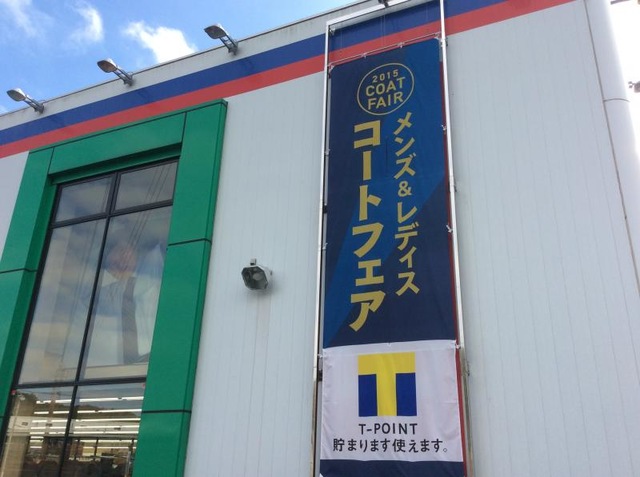 2015
COAT
FAIR
メンズ&レディス
コートフェア
T
T-POINT
貯まります使えます。